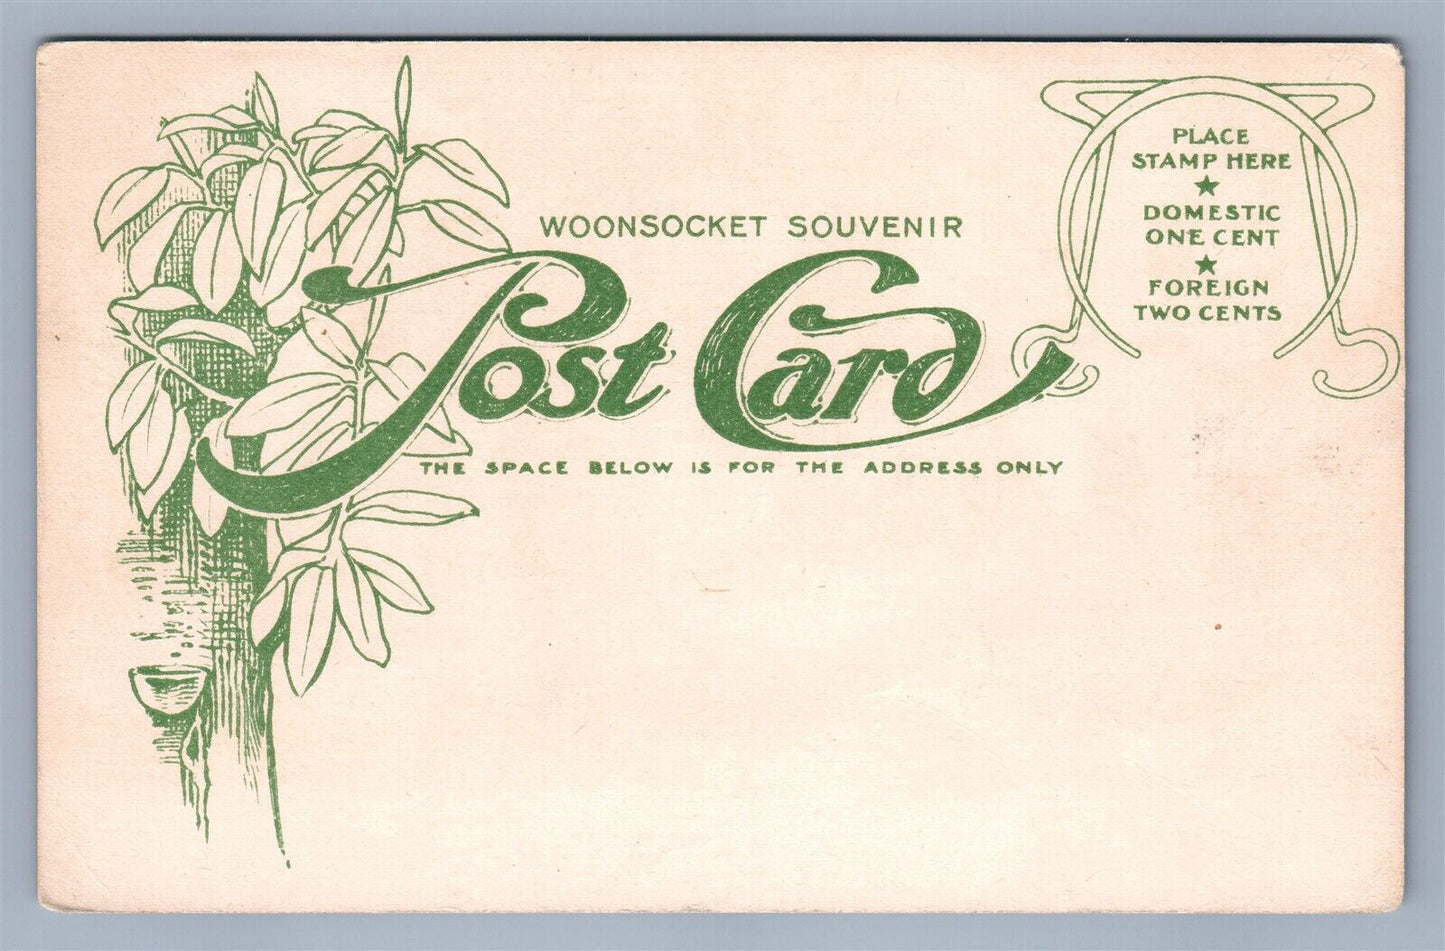 WOONSOCKET SOUVENIR
Post Card
THE SPACE BELOW IS FOR THE ADDRESS ONLY
PLACE
STAMP HERE
★
DOMESTIC
ONE CENT
★
FOREIGN
TWO CENTS